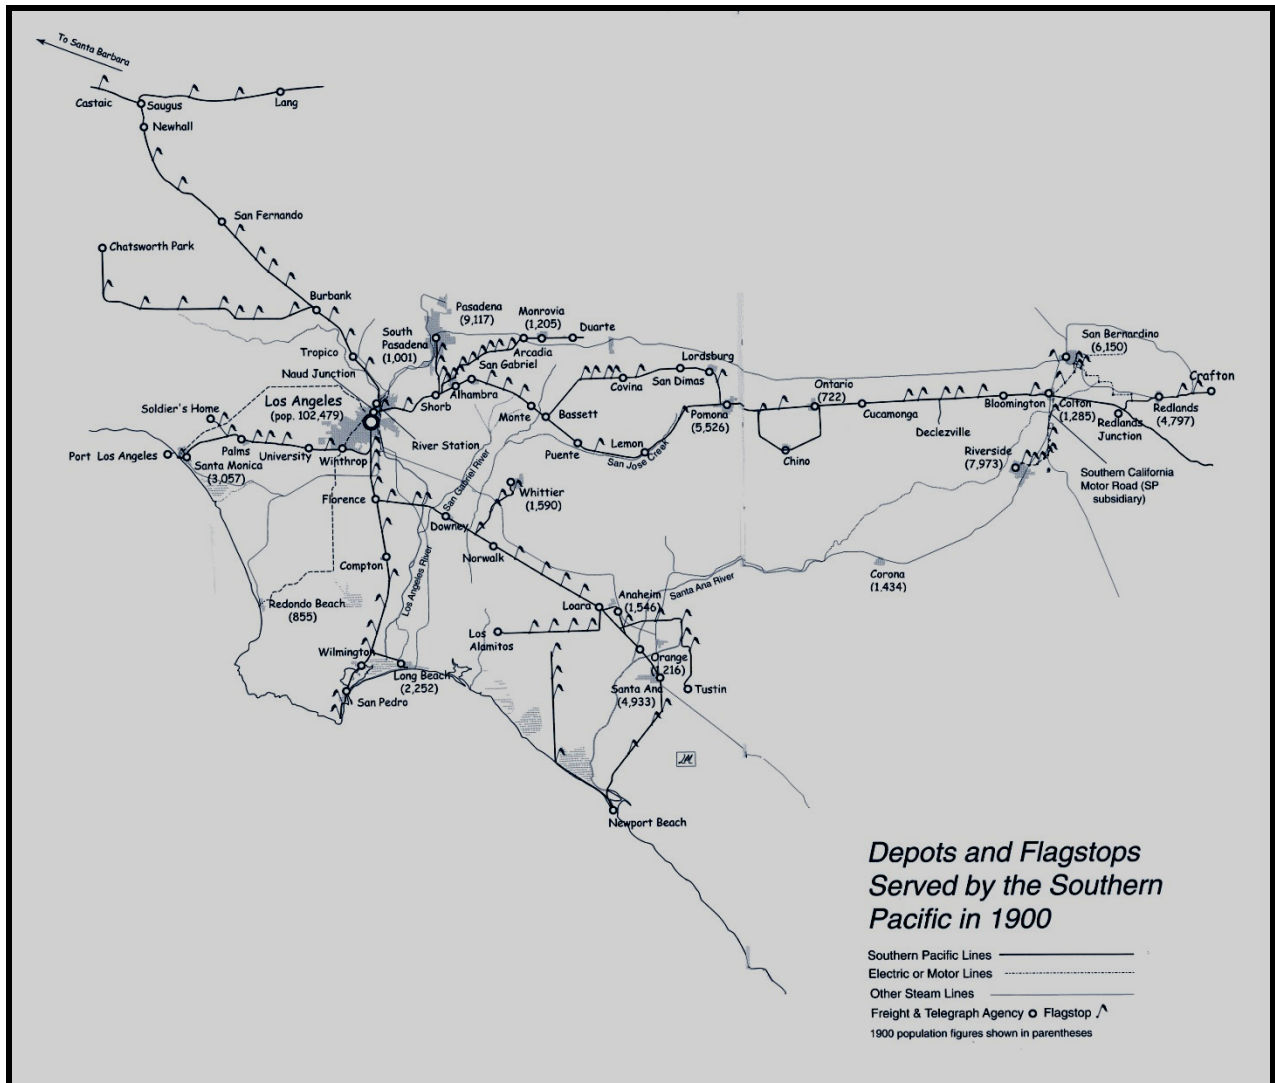 To Santa Barbara
Castaic
Saugus
Lang
Newhall
San Fernando
Chatsworth Park
Burbank
Pasadena
(9,117)
Monrovia
(1,205)
Duarte
South
Pasadena
(1,001)
Arcadia
San Gabriel
Tropico
Naud Junction
Lordsburg
San Dimas
Covina
San Bernardino
(6,150)
Crafton
Los Angeles
(pop. 102,479)
Soldier's Home
Shorb
Alhambra
Monte
Bassett
Pomona
(5,526)
Ontario
(722)
Cucamonga
Declezville
Bloomington
Colton
(1,285)
Redlands
Junction
Redlands
(4,797)
River Station
Port Los Angeles
Palms
Santa Monica
(3,057)
University
Winthrop
Puente
Lemon
San Jose Creek
Chino
Riverside
(7,973)
Southern California
Motor Road (SP
subsidiary)
San Gabriel River
Whittier
(1,590)
Florence
Downey
Norwalk
Compton
Los Angeles River
Redondo Beach
(855)
Loara
Anaheim
(1,546)
Santa Ana River
Corona
(1,434)
Los
Alamitos
Wilmington
Long Beach
(2,252)
San Pedro
Orange
(1,216)
Santa Ana
(4,933)
Tustin
Newport Beach
Depots and Flagstops
Served by the Southern
Pacific in 1900
Southern Pacific Lines
Electric or Motor Lines
Other Steam Lines
Freight & Telegraph Agency Flagstop
1900 population figures shown in parentheses